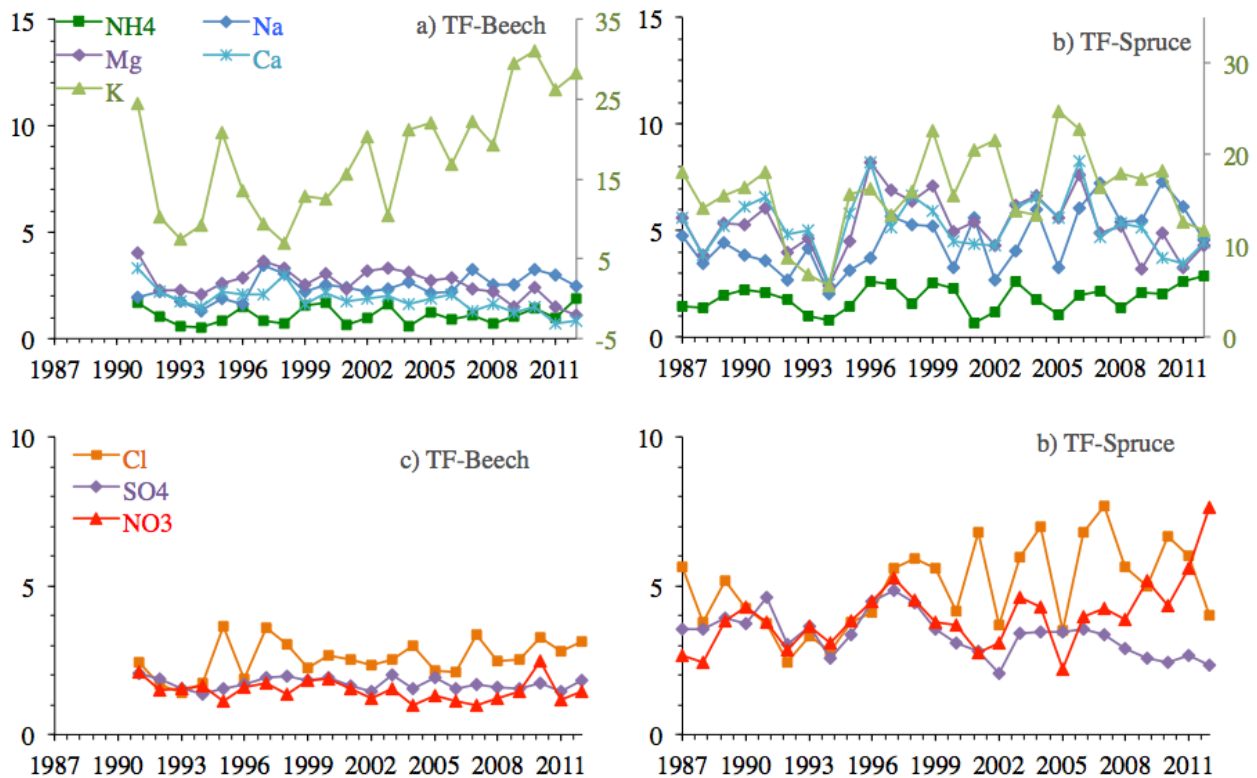 15 NH4 Na a) TF-Beech 35
Mg Ca
K
10 25
15
5
5
0 -5
1987 1990 1993 1996 1999 2002 2005 2008 2011
15 b) TF-Spruce
30
10
20
5
10
0 0
1987 1990 1993 1996 1999 2002 2005 2008 2011
10 c) TF-Beech
Cl
SO4
NO3
5
0
1987 1990 1993 1996 1999 2002 2005 2008 2011
10 b) TF-Spruce
5
0
1987 1990 1993 1996 1999 2002 2005 2008 2011